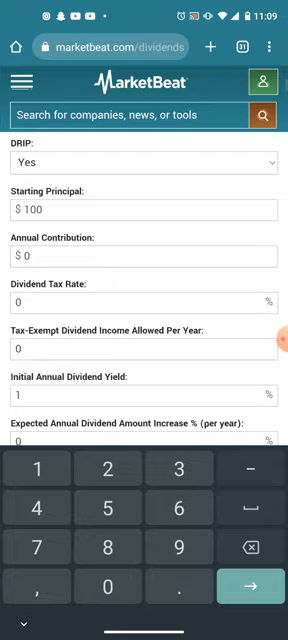 11:09
marketbeat.com/dividends
31
MarketBeat
Search for companies, news, or tools
DRIP:
Yes
Starting Principal:
$ 100
Annual Contribution:
$ 0
Dividend Tax Rate:
0 %
Tax-Exempt Dividend Income Allowed Per Year:
0
Initial Annual Dividend Yield:
1 %
Expected Annual Dividend Amount Increase % (per year):
0 %
1 2 3 -
4 5 6
7 8 9
, 0 .